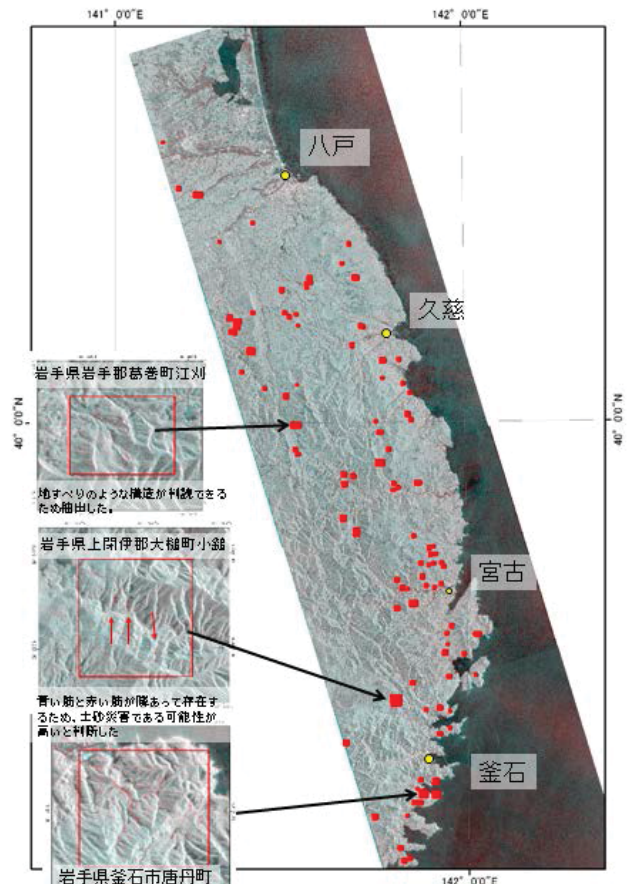 141° 0'0"E
142° 0'0"E
八戸
久慈
岩手県岩手郡葛巻町江刈
40° 0'0"N
40° 0'0"N
地すべりのような構造が判読できる
ため抽出した。
岩手県上閉伊郡大槌町小鎚
宮古
青い筋と赤い筋が隣あって存在す
るため、土砂災害である可能性が
高いと判断した
釜石
岩手県釜石市唐丹町
142° 0'0"E